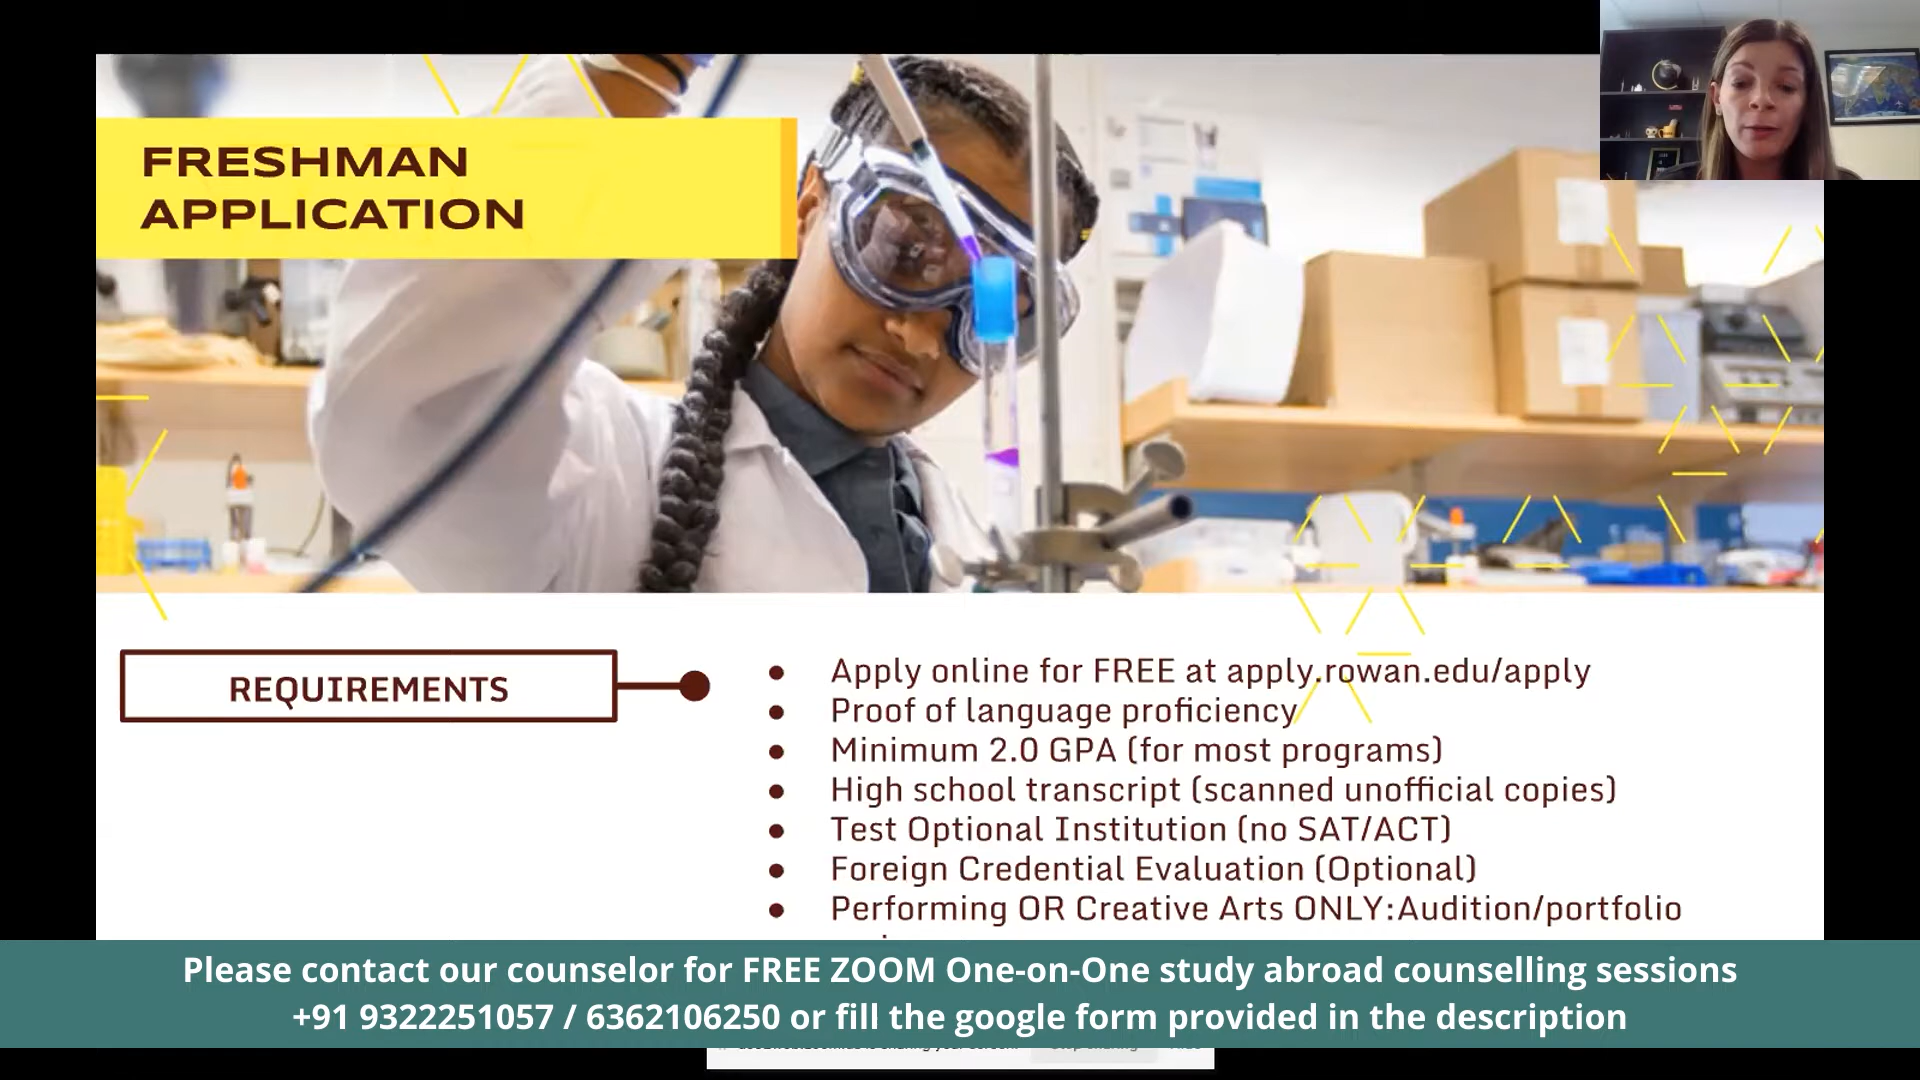 FRESHMAN
APPLICATION
REQUIREMENTS
Apply online for FREE at apply.rowan.edu/apply
Proof of language proficiency
Minimum 2.0 GPA (for most programs)
High school transcript (scanned unofficial copies)
Test Optional Institution (no SAT/ACT)
Foreign Credential Evaluation (Optional)
Performing OR Creative Arts ONLY:Audition/portfolio
Please contact our counselor for FREE ZOOM One-on-One study abroad counselling sessions
+91 9322251057 / 6362106250 or fill the google form provided in the description